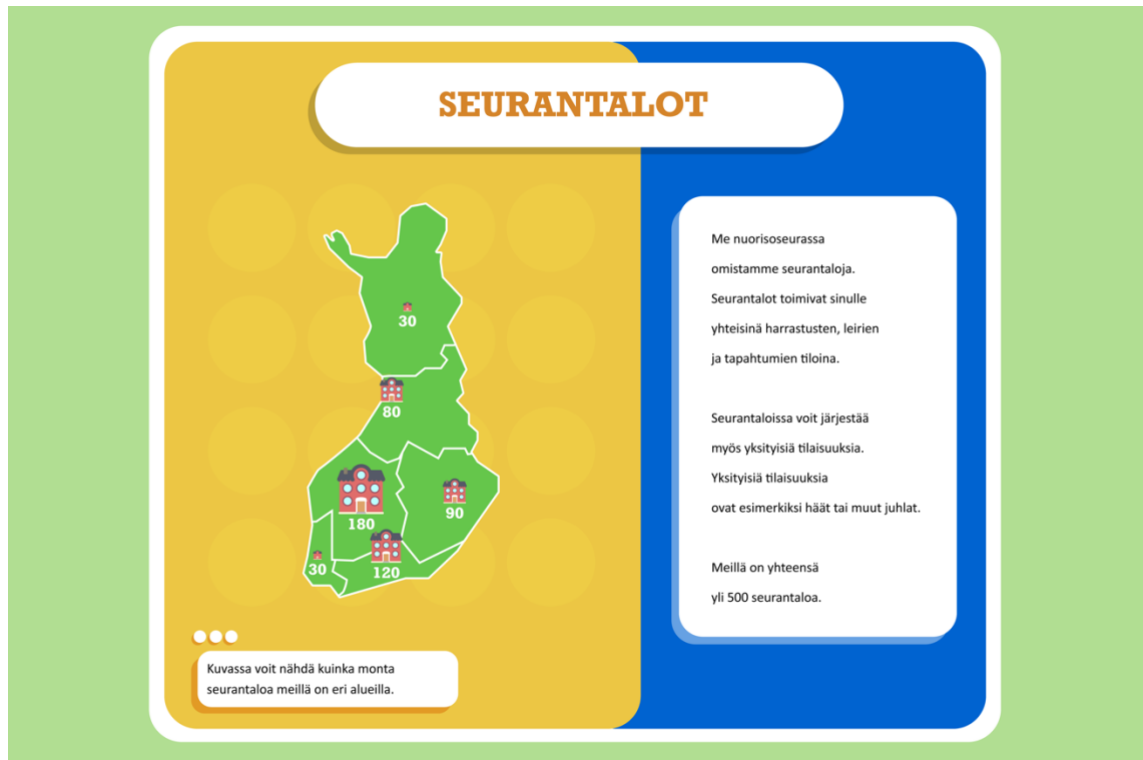 SEURANTALOT
30
80
180
90
30
120
Kuvassa voit nähdä kuinka monta
seurantaloa meillä on eri alueilla.
Me nuorisoseurassa
omistamme seurantaloja.
Seurantalot toimivat sinulle
yhteisinä harrastusten, leirien
ja tapahtumien tiloina.
Seurantaloissa voit järjestää
myös yksityisiä tilaisuuksia.
Yksityisiä tilaisuuksia
ovat esimerkiksi häät tai muut juhlat.
Meillä on yhteensä
yli 500 seurantaloa.